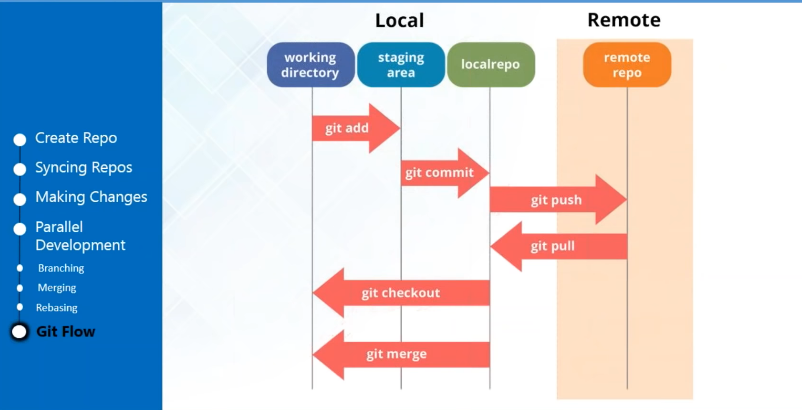 Create Repo
Syncing Repos
Making Changes
Parallel
Development
Branching
Merging
Rebasing
Git Flow
Local
Remote
working
directory
staging
area
localrepo
remote
repo
git add
git commit
git push
git pull
git checkout
git merge